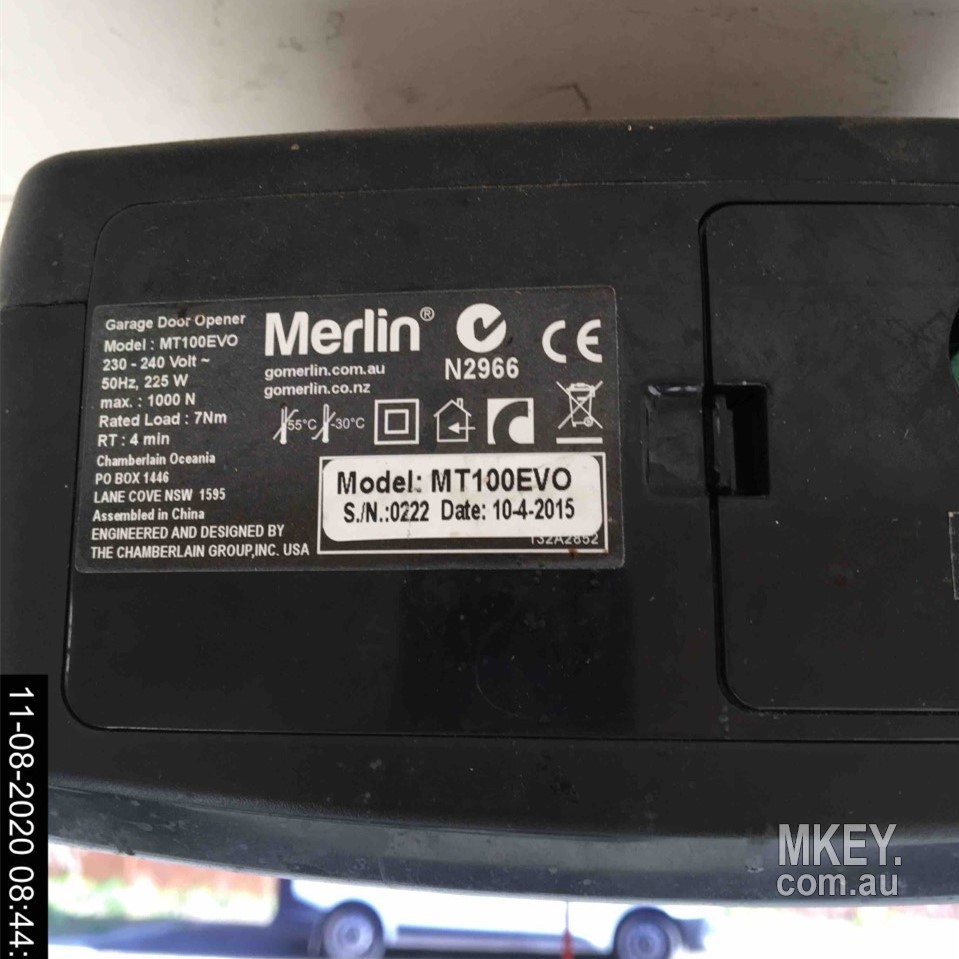 Garage Door Opener
Model : MT100EVO
230 - 240 Volt ~
50Hz, 225 W
max. : 1000 N
Rated Load : 7Nm
RT : 4 min
Chamberlain Oceania
PO BOX 1446
LANE COVE NSW 1595
Assembled in China
ENGINEERED AND DESIGNED BY
THE CHAMBERLAIN GROUP,INC. USA
Merlin®
gomerlin.com.au
gomerlin.co.nz
N2966
CE
55°C -30°C
Model: MT100EVO
S./N.:0222 Date: 10-4-2015
132A2852
11-08-2020 08:44:
MKEY.
com.au